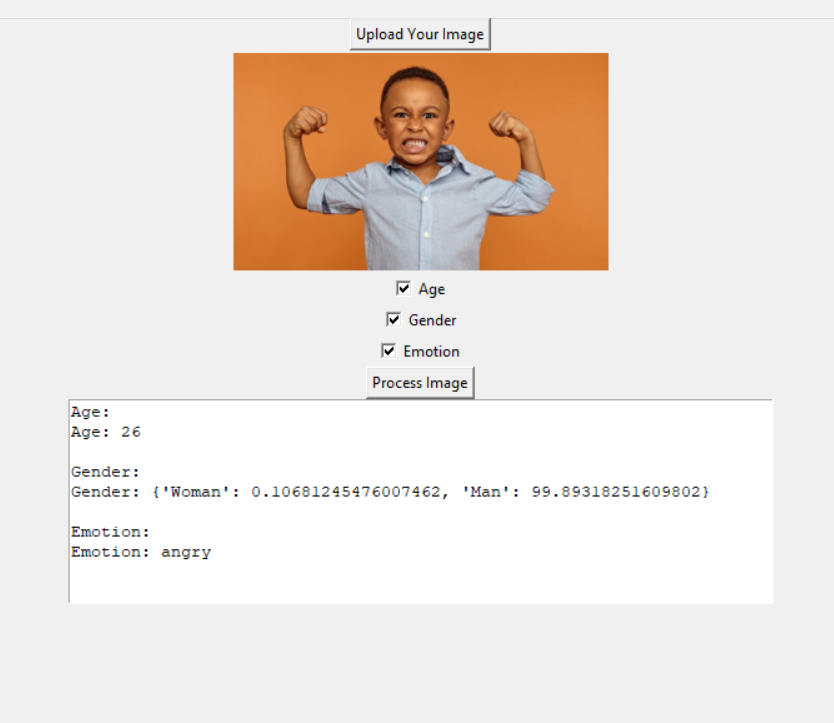 Upload Your Image
Age
Gender
Emotion
Process Image
Age:
Age: 26
Gender:
Gender: {'Woman': 0.10681245476007462, 'Man': 99.89318251609802}
Emotion:
Emotion: angry